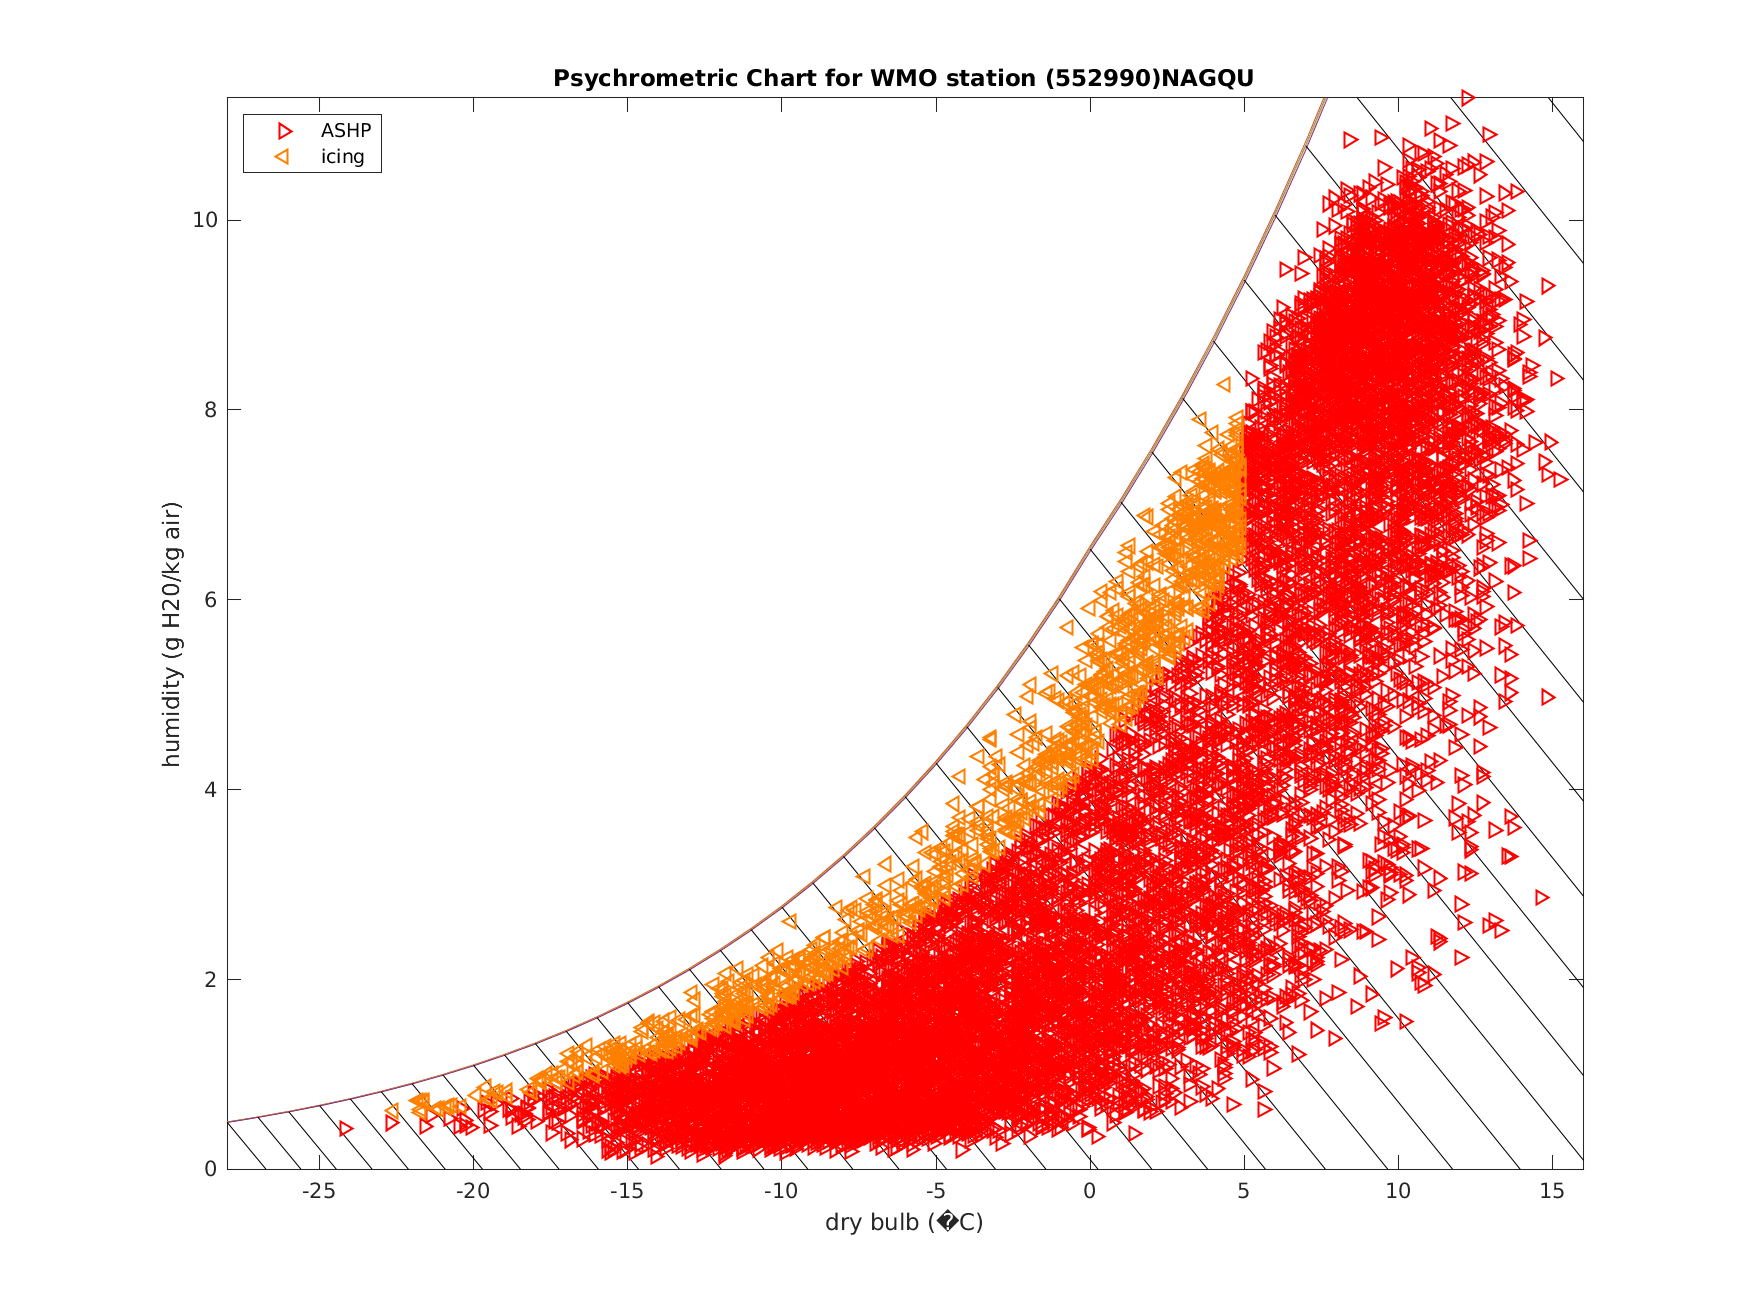 Psychrometric Chart for WMO station (552990)NAGQU
ASHP
icing
humidity (g H20/kg air)
10
8
6
4
2
0
-25 -20 -15 -10 -5 0 5 10 15
dry bulb (�C)